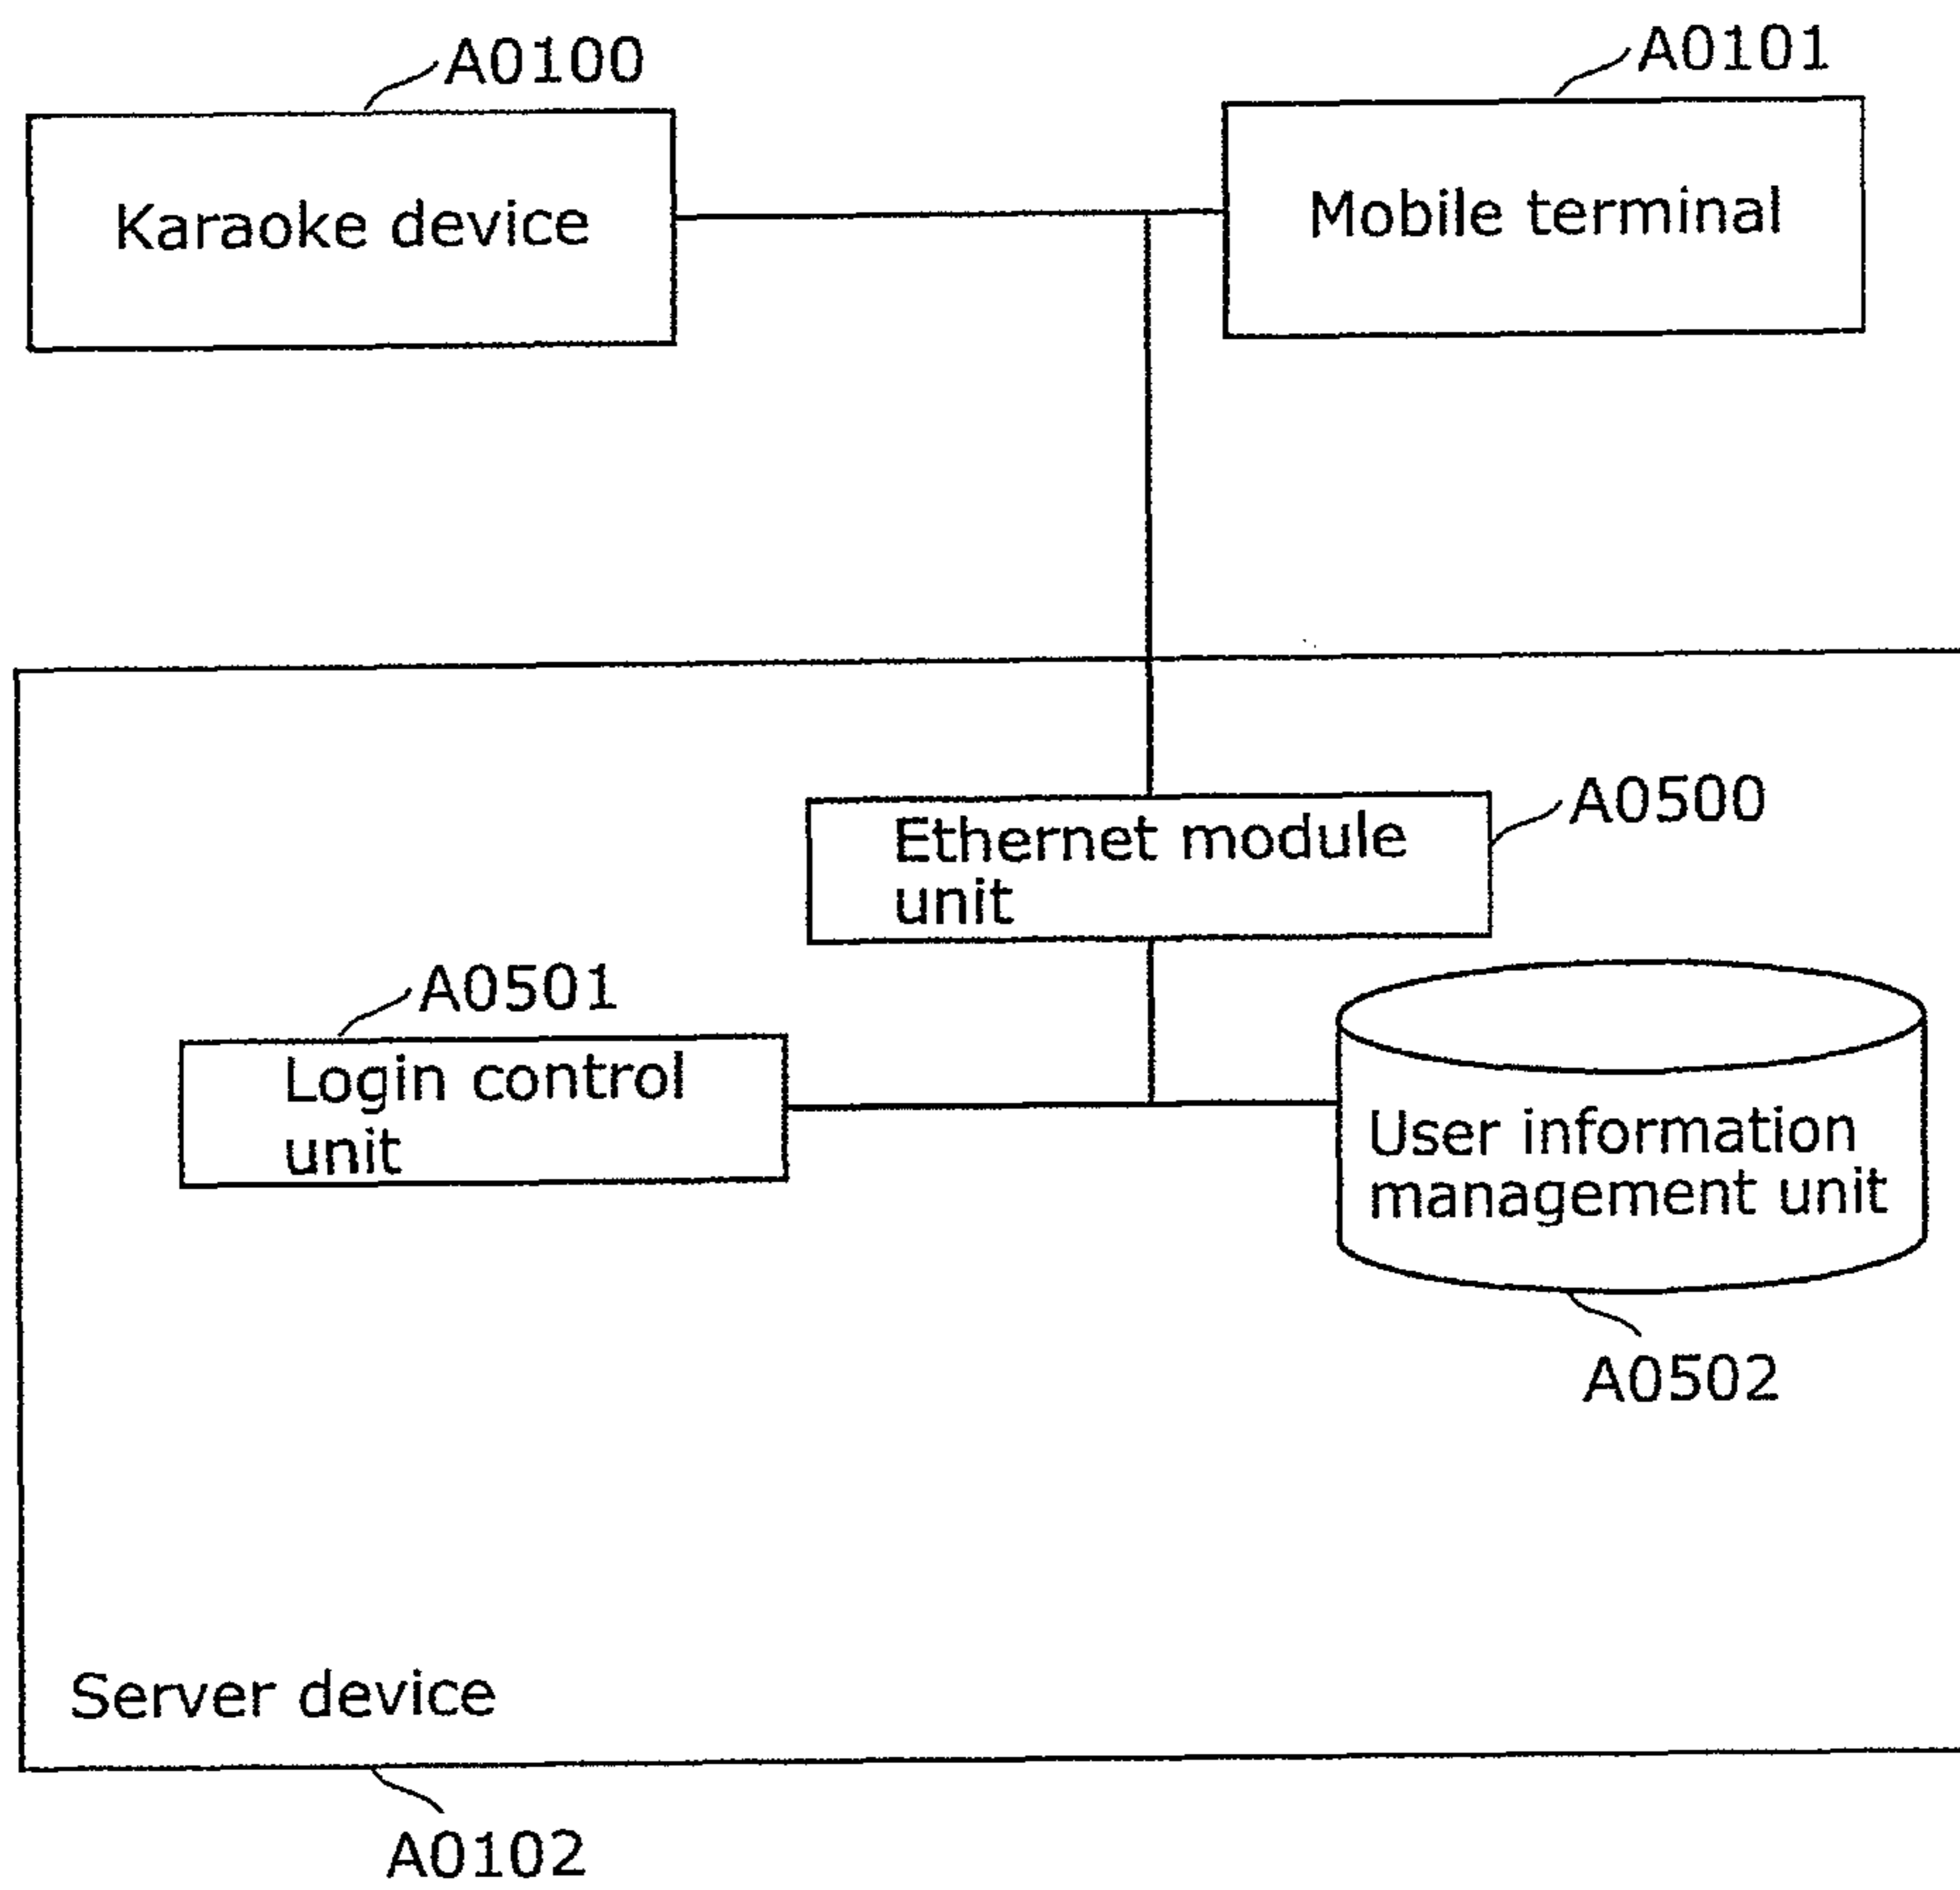 A0100
A0101
Karaoke device
Mobile terminal
A0500
Ethernet module
unit
A0501
Login control
unit
User information
management unit
A0502
Server device
A0102